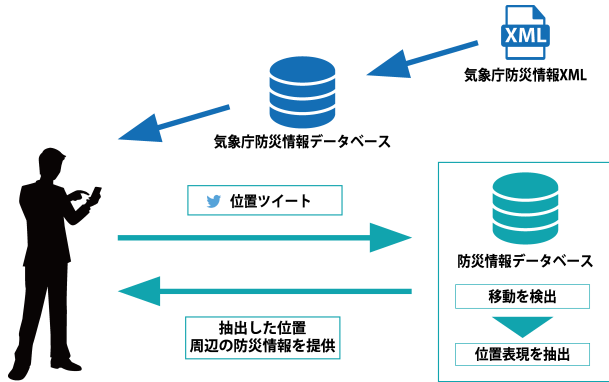 XML
気象庁防災情報XML
気象庁防災情報データベース
位置ツイート
防災情報データベース
移動を検出
位置表現を抽出
抽出した位置
周辺の防災情報を提供